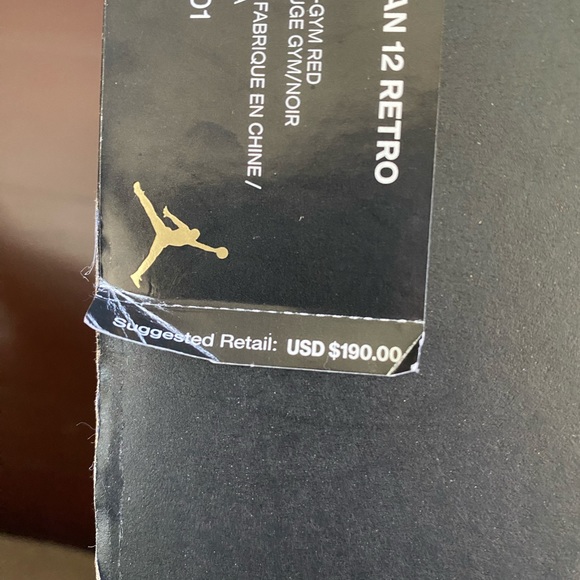 AN 12 RETRO
-GYM RED
UGE GYM/NOIR
FABRIQUE EN CHINE /
01
Suggested Retail: USD $190.00